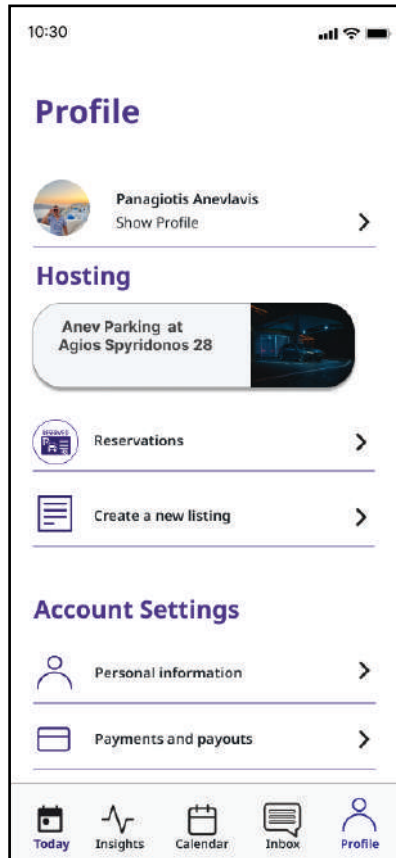 10:30
Profile
Panagiotis Anevlavis
Show Profile
Hosting
Anev Parking at
Agios Spyridonos 28
RESERVED
Reservations
Create a new listing
Account Settings
Personal information
Payments and payouts
Today Insights Calendar Inbox Profile